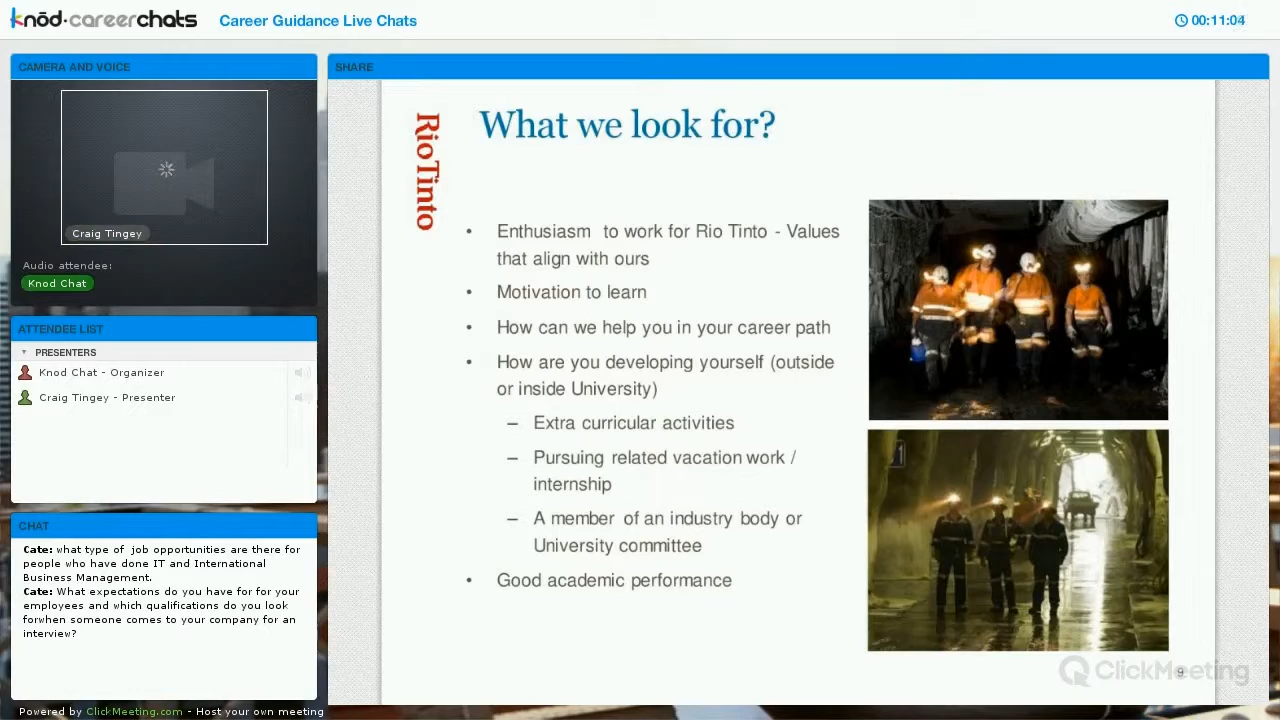 knōd·careerchats
Career Guidance Live Chats
00:11:04
CAMERA AND VOICE
Craig Tingey
Audio attendee:
Knod Chat
ATTENDEE LIST
PRESENTERS
Knod Chat - Organizer
Craig Tingey - Presenter
CHAT
Cate: what type of job opportunities are there for
people who have done IT and International
Business Management.
Cate: What expectations do you have for for your
employees and which qualifications do you look
forwhen someone comes to your company for an
interview?
Powered by ClickMeeting.com - Host your own meeting
SHARE
RioTinto
What we look for?
• Enthusiasm to work for Rio Tinto - Values
that align with ours
• Motivation to learn
• How can we help you in your career path
• How are you developing yourself (outside
or inside University)
– Extra curricular activities
– Pursuing related vacation work /
internship
– A member of an industry body or
University committee
• Good academic performance
ClickMeeting
9